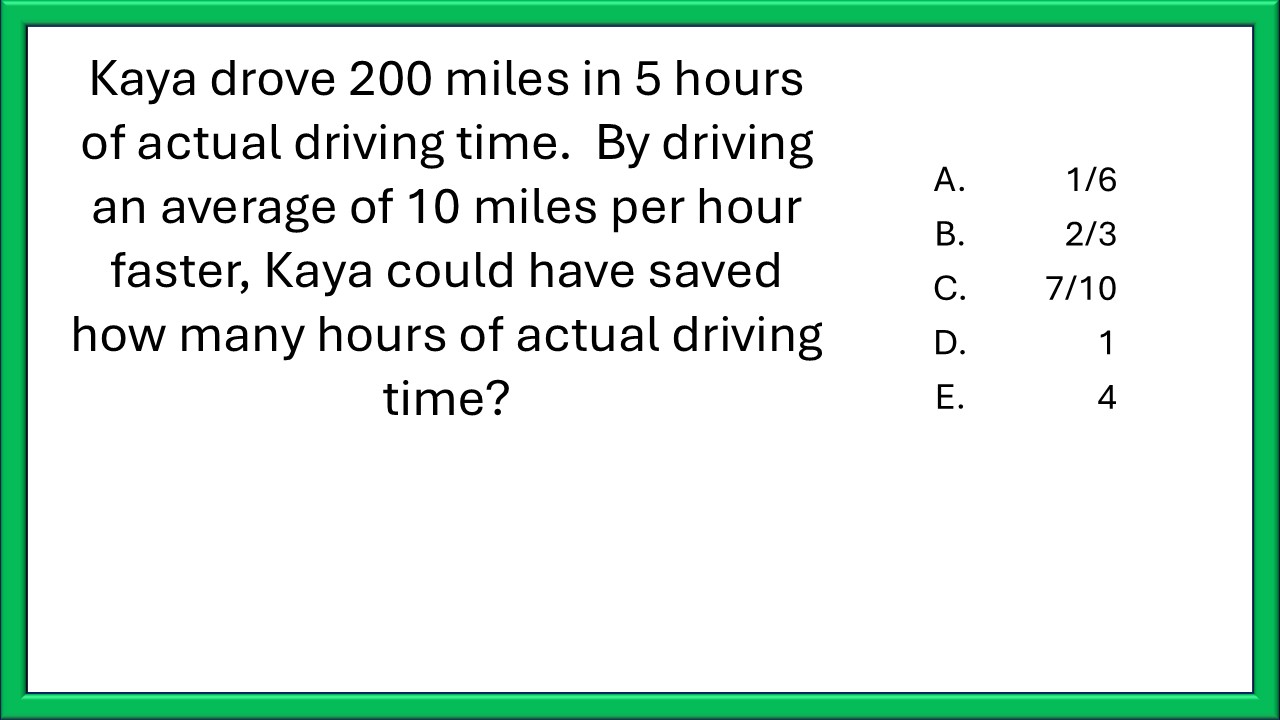 Kaya drove 200 miles in 5 hours
of actual driving time.  By driving
an average of 10 miles per hour
faster, Kaya could have saved
how many hours of actual driving
time?
A. 1/6
B. 2/3
C. 7/10
D. 1
E. 4